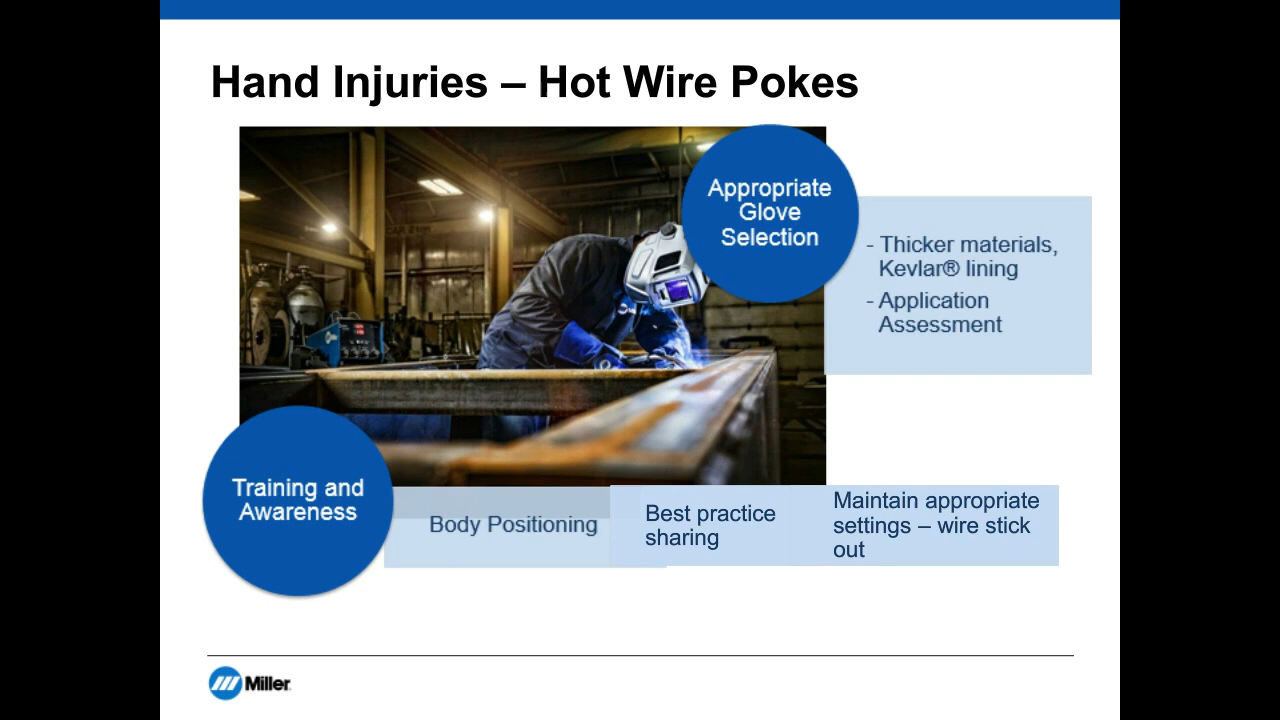 Hand Injuries – Hot Wire Pokes
Appropriate
Glove
Selection
- Thicker materials,
Kevlar® lining
- Application
Assessment
Training and
Awareness
Body Positioning
Best practice
sharing
Maintain appropriate
settings – wire stick
out
Miller